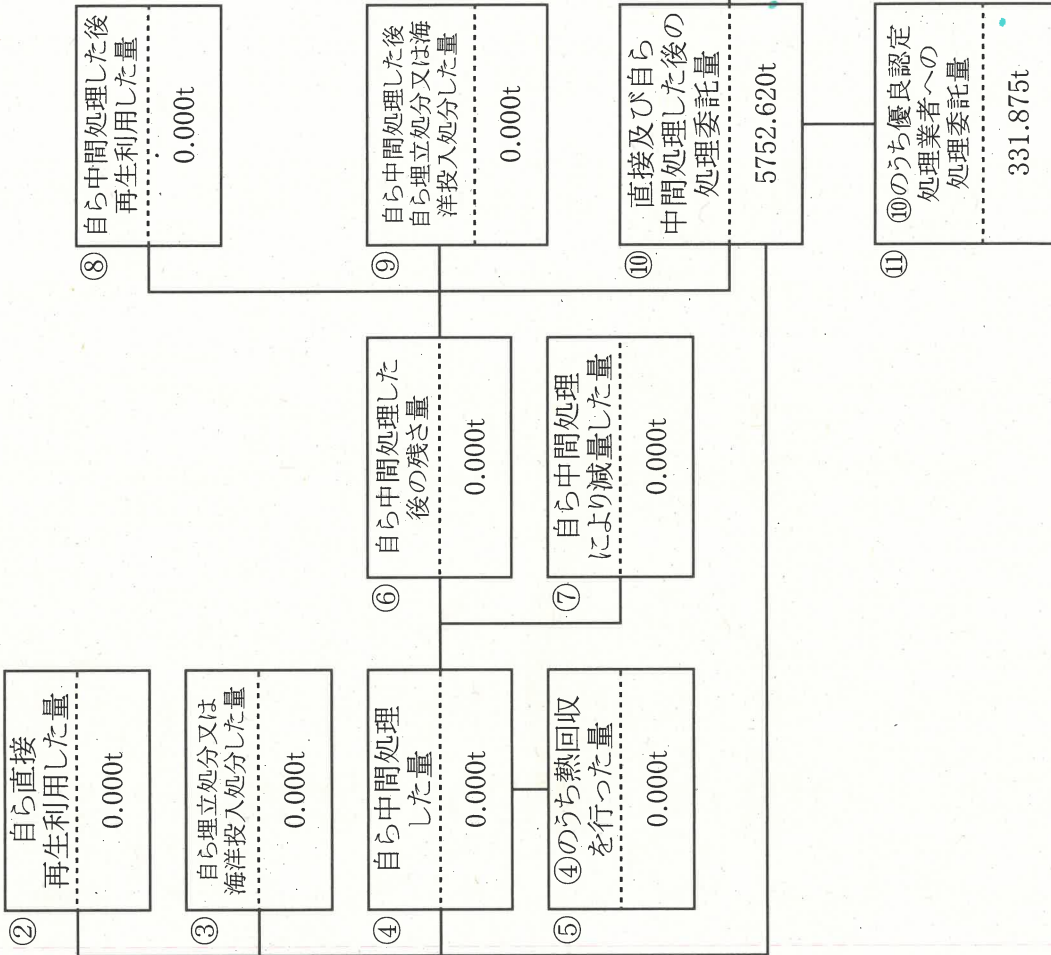 ②
自ら直接
再生利用した量
0.000t
③
自ら埋立処分又は
海洋投入処分した量
0.000t
④
自ら中間処理
した量
0.000t
⑤
④のうち熱回収
を行った量
0.000t
⑥
自ら中間処理した
後の残さ量
0.000t
⑦
自ら中間処理
により減量した量
0.000t
⑧
自ら中間処理した後
再生利用した量
0.000t
⑨
自ら中間処理した後
自ら埋立処分又は海
洋投入処分した量
0.000t
⑩
直接及び自ら
中間処理した後の
処理委託量
5752.620t
⑪
⑩のうち優良認定
処理業者への
処理委託量
331.875t